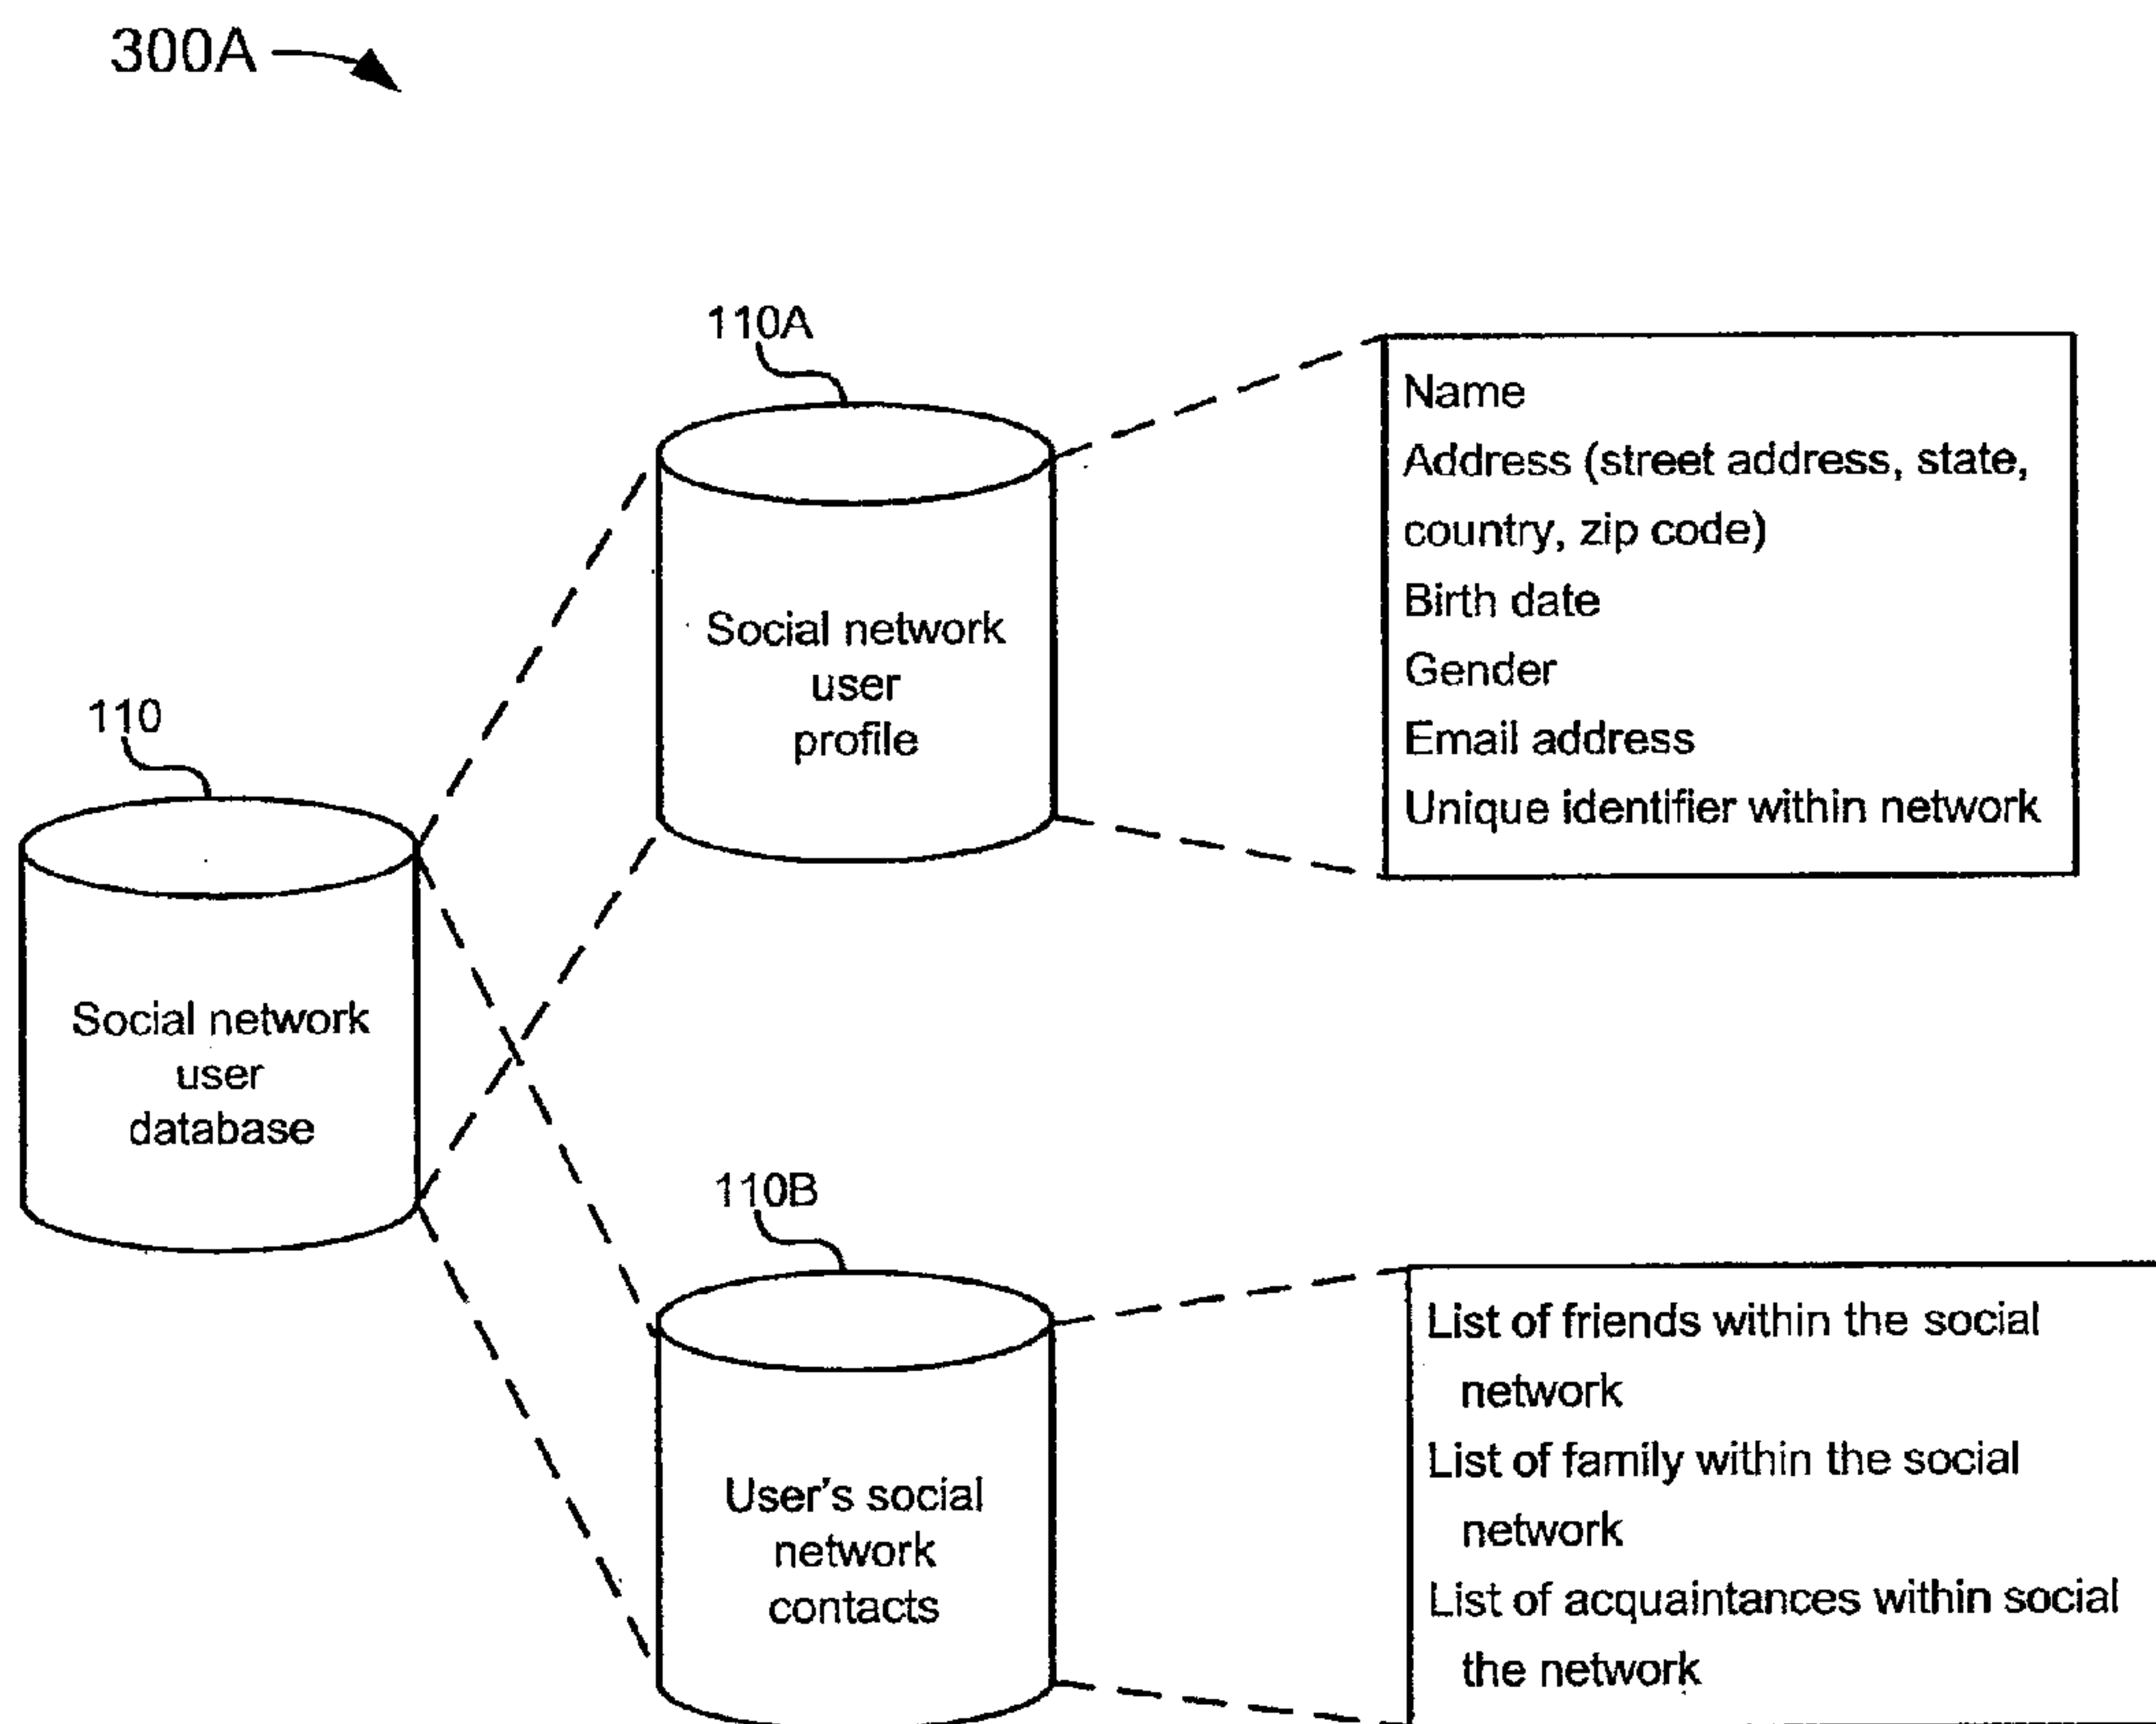 300A
110A
Social network
user
profile
Name
Address (street address, state,
country, zip code)
Birth date
Gender
Email address
Unique identifier within network
110
Social network
user
database
110B
User's social
network
contacts
List of friends within the social
network
List of family within the social
network
List of acquaintances within social
the network